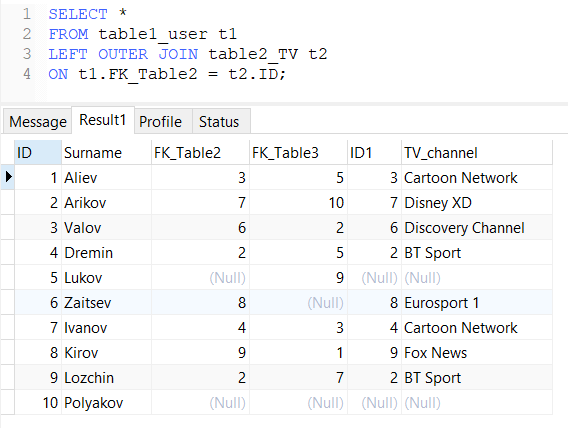 1 SELECT *
2 FROM table1_user t1
3 LEFT OUTER JOIN table2_TV t2
4 ON t1.FK_Table2 = t2.ID;
Message Result1 Profile Status
ID Surname FK_Table2 FK_Table3 ID1 TV_channel
1 Aliev 3 5 3 Cartoon Network
2 Arikov 7 10 7 Disney XD
3 Valov 6 2 6 Discovery Channel
4 Dremin 2 5 2 BT Sport
5 Lukov (Null) 9 (Null) (Null)
6 Zaitsev 8 (Null) 8 Eurosport 1
7 Ivanov 4 3 4 Cartoon Network
8 Kirov 9 1 9 Fox News
9 Lozchin 2 7 2 BT Sport
10 Polyakov (Null) (Null) (Null) (Null)